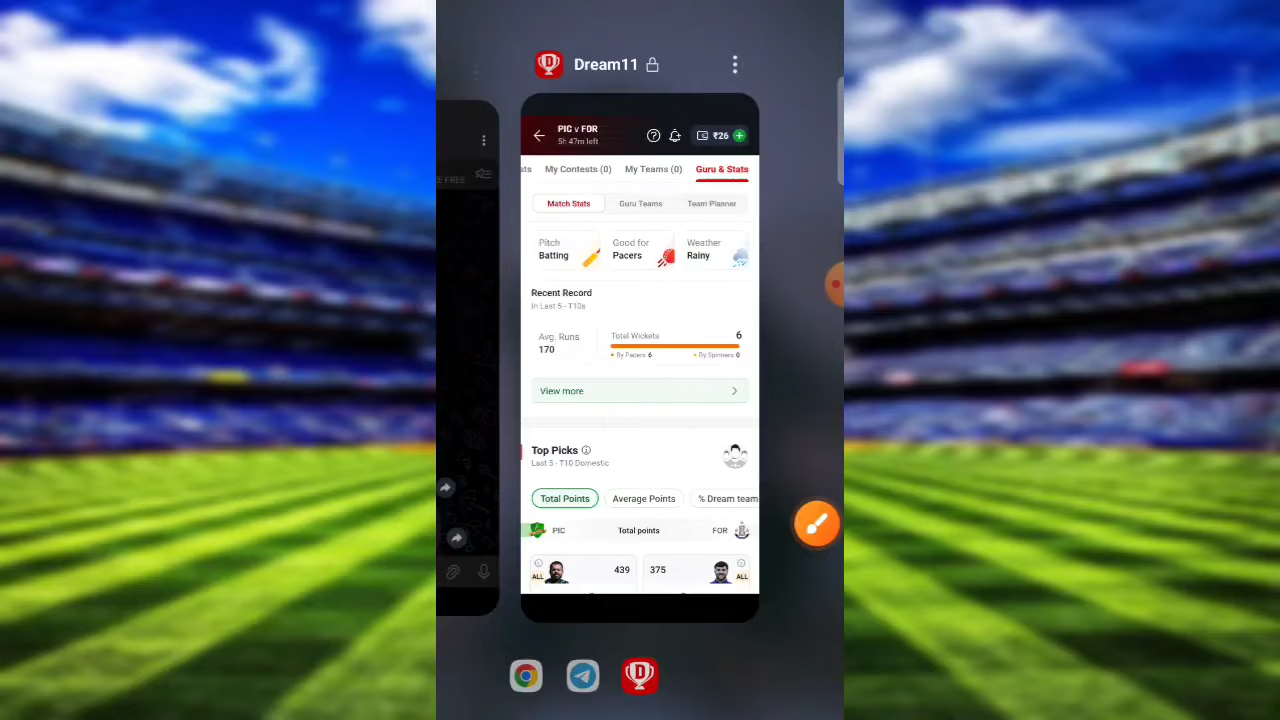 Dream11
PIC v FOR
5h 47m left
₹26
sts My Contests (0) My Teams (0) Guru & Stats
Match Stats Guru Teams Team Planner
Pitch
Batting
Good for
Pacers
Weather
Rainy
Recent Record
In Last 5 - T10s
Avg. Runs
170
Total Wickets 6
By Pacers 6 By Spinners 0
View more
Top Picks
Last 5 - T10 Domestic
Total Points Average Points % Dream team
PIC Total points FOR
ALL 439 375 ALL
E FREE